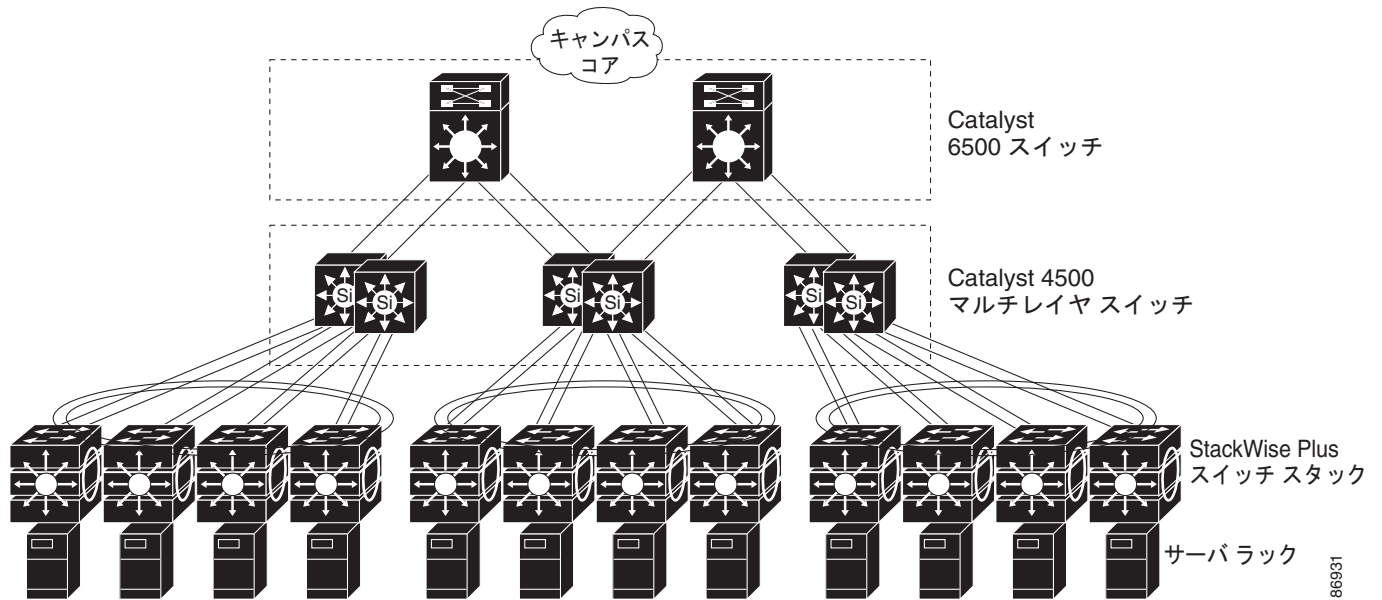 キャンパス
コア
Catalyst
6500 スイッチ
Si
Si
Si
Si
Si
Si
Catalyst 4500
マルチレイヤ スイッチ
StackWise Plus
スイッチ スタック
サーバ ラック
86931